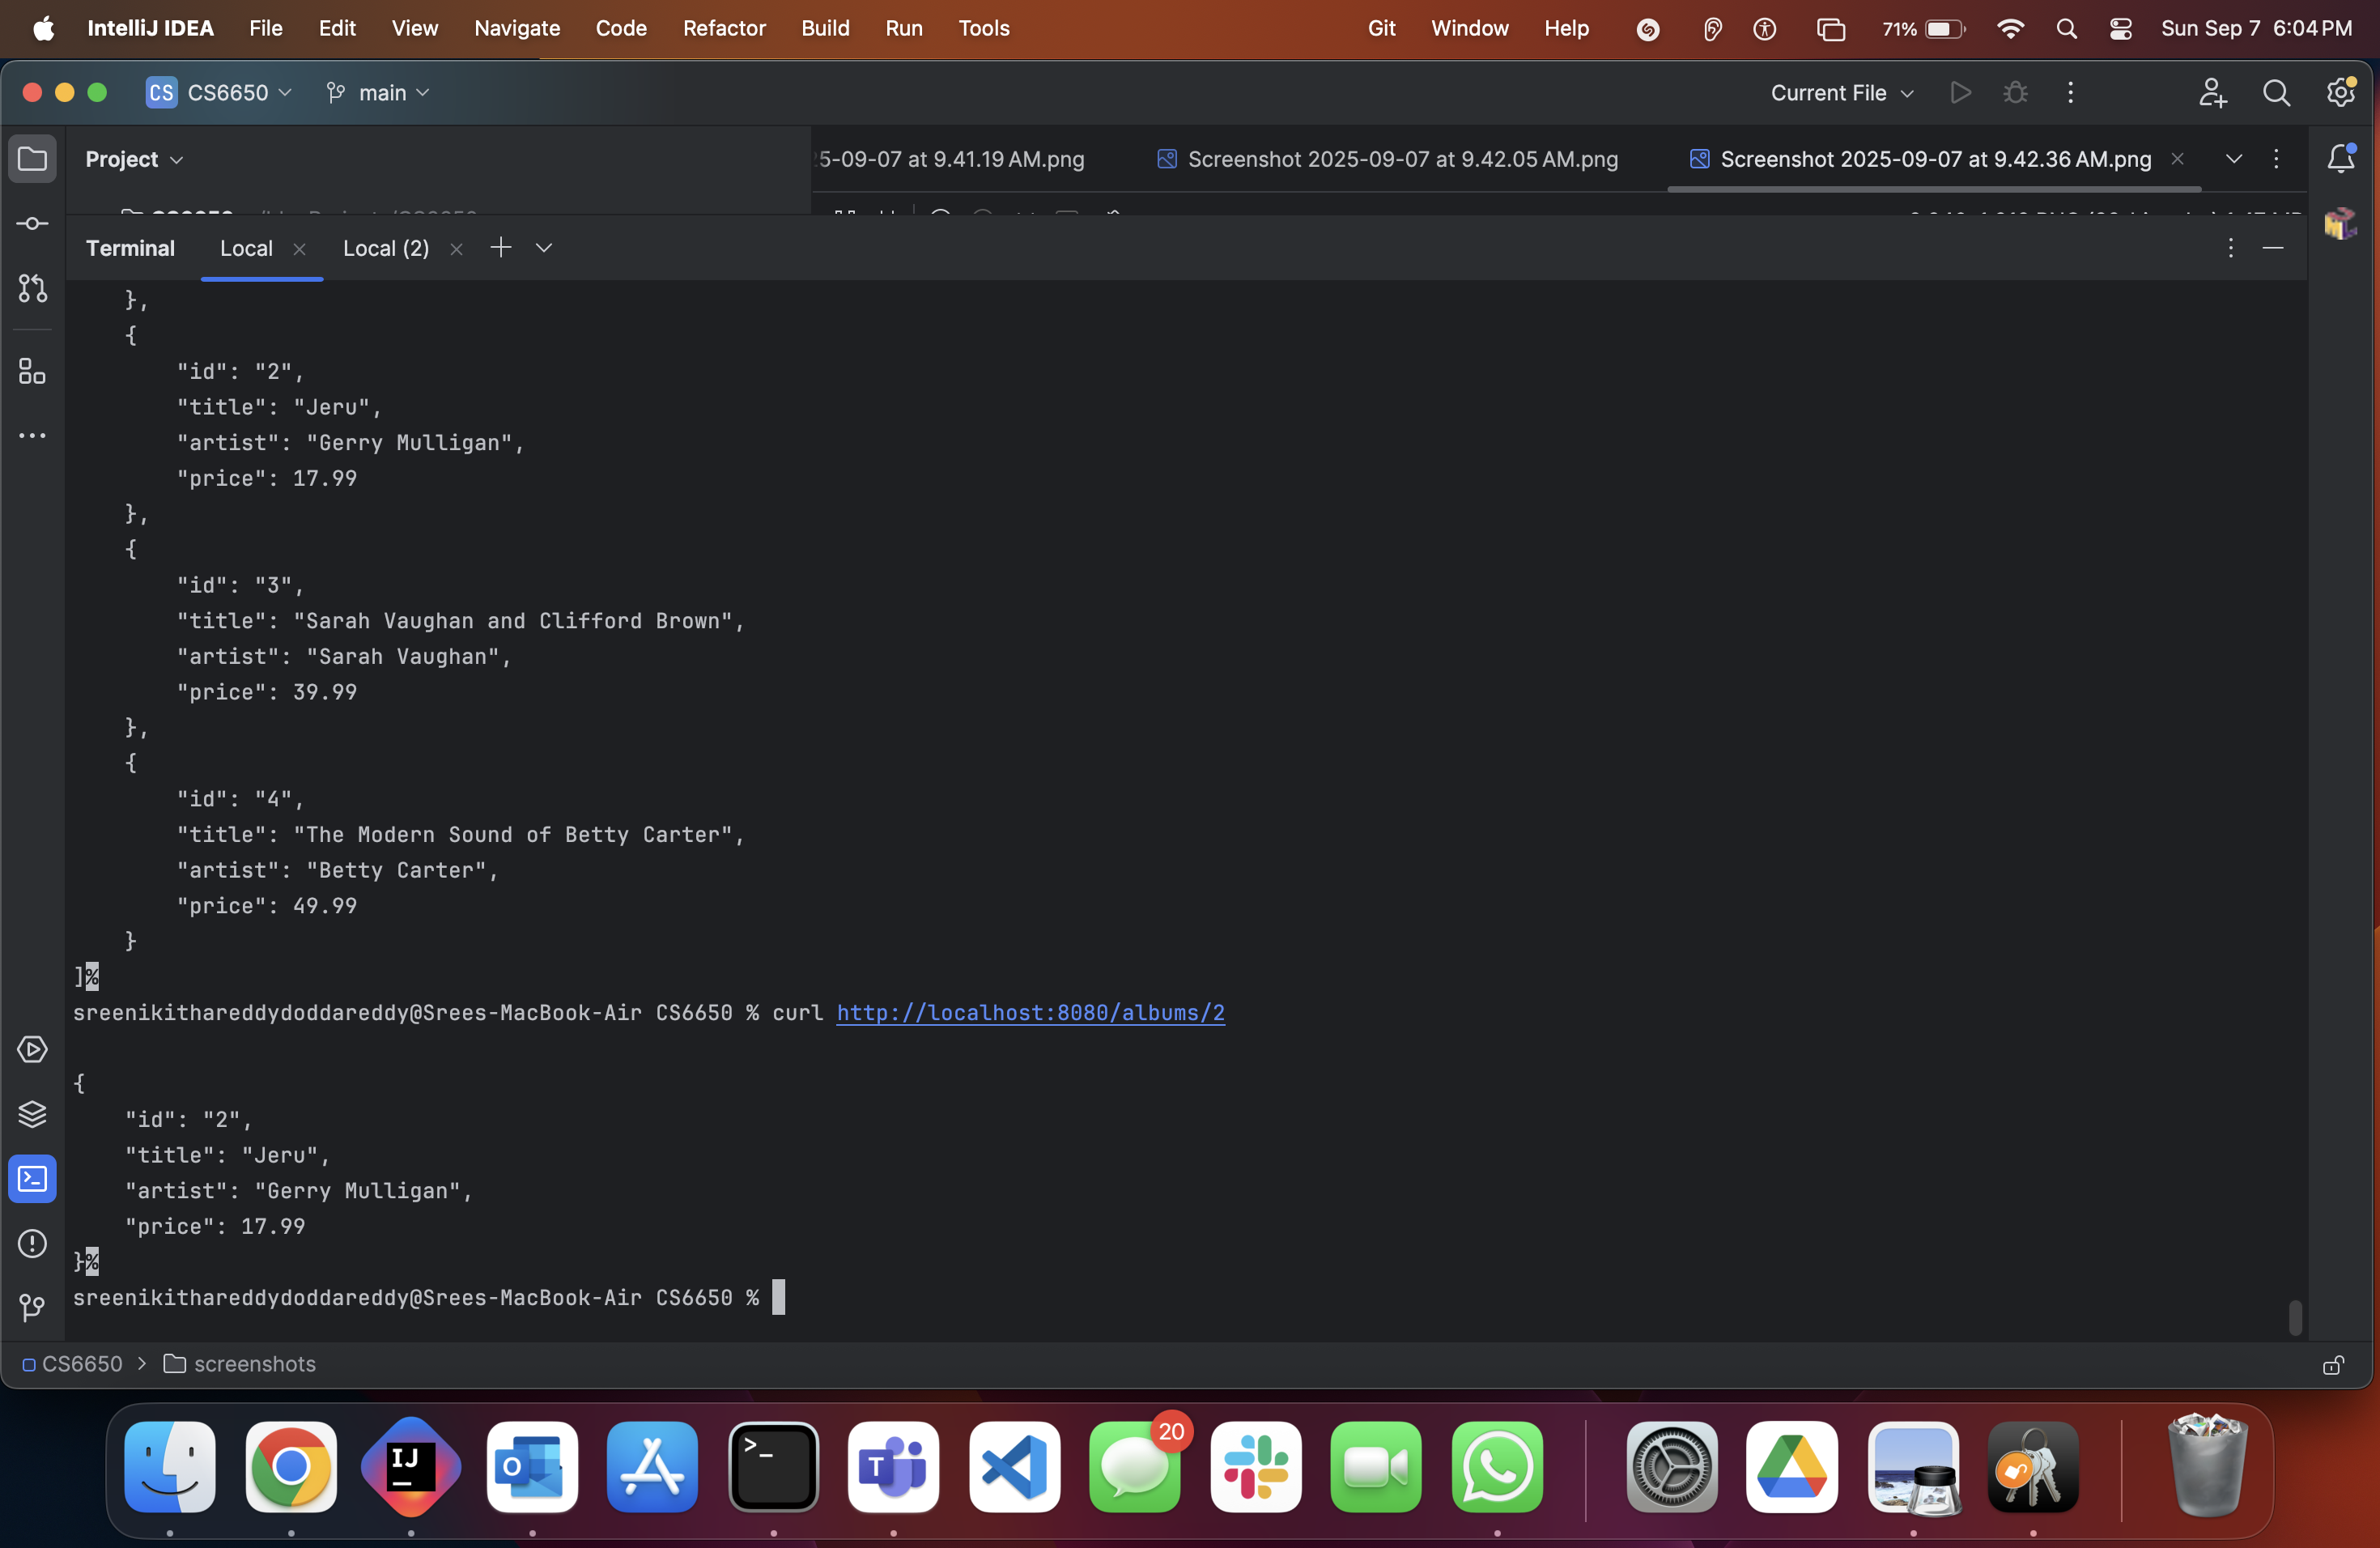 IntelliJ IDEA File Edit View Navigate Code Refactor Build Run Tools Git Window Help 71% Sun Sep 7 6:04 PM
CS CS6650 main Current File
Project 5-09-07 at 9.41.19 AM.png Screenshot 2025-09-07 at 9.42.05 AM.png Screenshot 2025-09-07 at 9.42.36 AM.png
Terminal Local Local (2)
},
{
"id": "2",
"title": "Jeru",
"artist": "Gerry Mulligan",
"price": 17.99
},
{
"id": "3",
"title": "Sarah Vaughan and Clifford Brown",
"artist": "Sarah Vaughan",
"price": 39.99
},
{
"id": "4",
"title": "The Modern Sound of Betty Carter",
"artist": "Betty Carter",
"price": 49.99
}
]%
sreenikithareddydoddareddy@Srees-MacBook-Air CS6650 % curl http://localhost:8080/albums/2
{
"id": "2",
"title": "Jeru",
"artist": "Gerry Mulligan",
"price": 17.99
}%
sreenikithareddydoddareddy@Srees-MacBook-Air CS6650 %
CS6650 > screenshots
IJ O >_ T 20